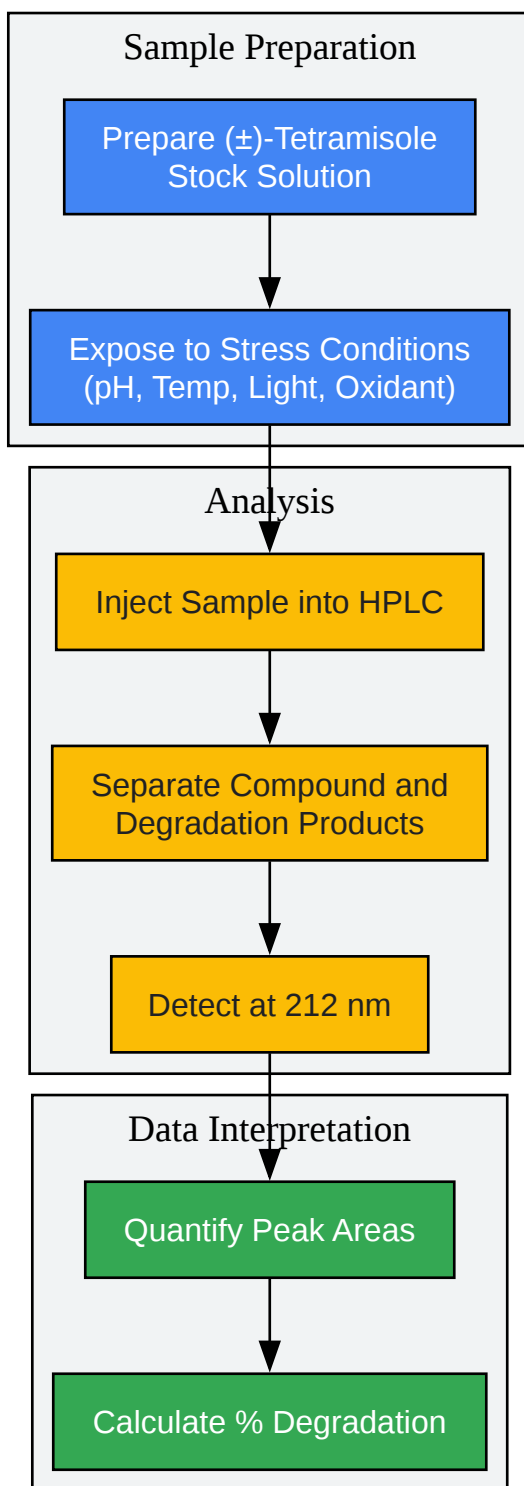 Sample Preparation
Prepare (±)-Tetramisole
Stock Solution
Expose to Stress Conditions
(pH, Temp, Light, Oxidant)
Analysis
Inject Sample into HPLC
Separate Compound and
Degradation Products
Detect at 212 nm
Data Interpretation
Quantify Peak Areas
Calculate % Degradation